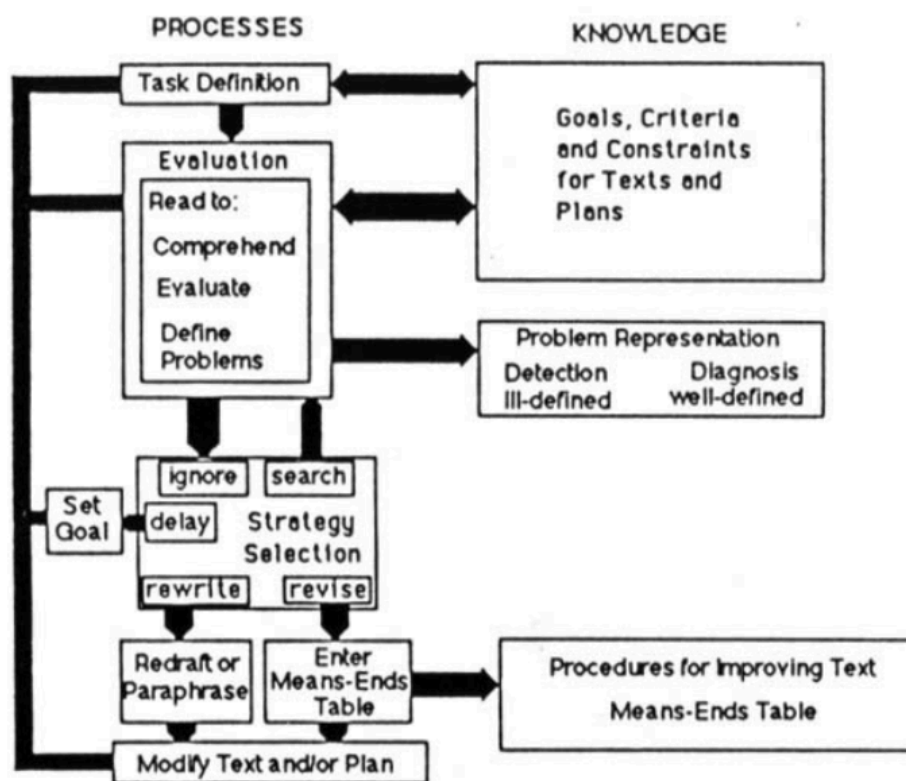 PROCESSES
KNOWLEDGE
Task Definition
Goals, Criteria
and Constraints
for Texts and
Plans
Evaluation
Read to:
Comprehend
Evaluate
Define
Problems
Problem Representation
Detection
Ill-defined
Diagnosis
well-defined
ignore
search
Set
Goal
delay
Strategy
Selection
rewrite
revise
Redraft or
Paraphrase
Enter
Means-Ends
Table
Procedures for Improving Text
Means-Ends Table
Modify Text and/or Plan